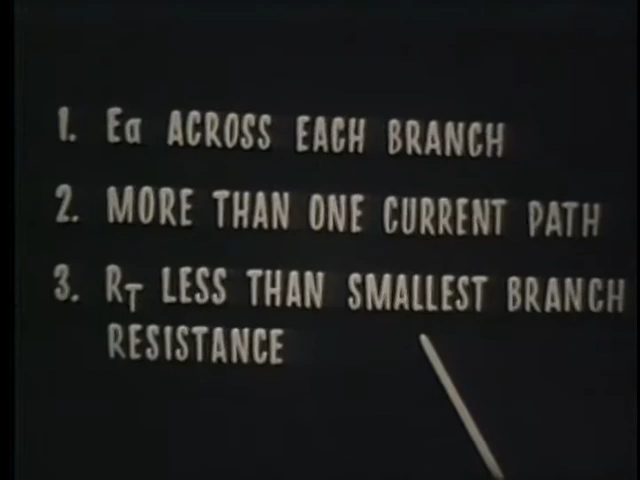 1. Ea ACROSS EACH BRANCH
2. MORE THAN ONE CURRENT PATH
3. RT LESS THAN SMALLEST BRANCH
RESISTANCE